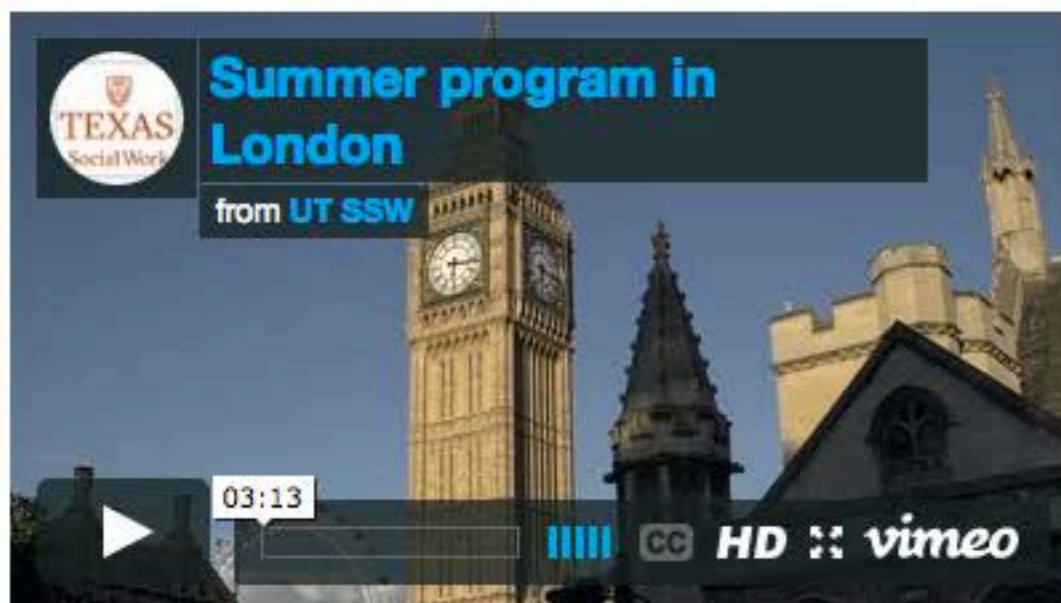 TEXAS
Social Work
Summer program in
London
from UT SSW
03:13
CC HD vimeo